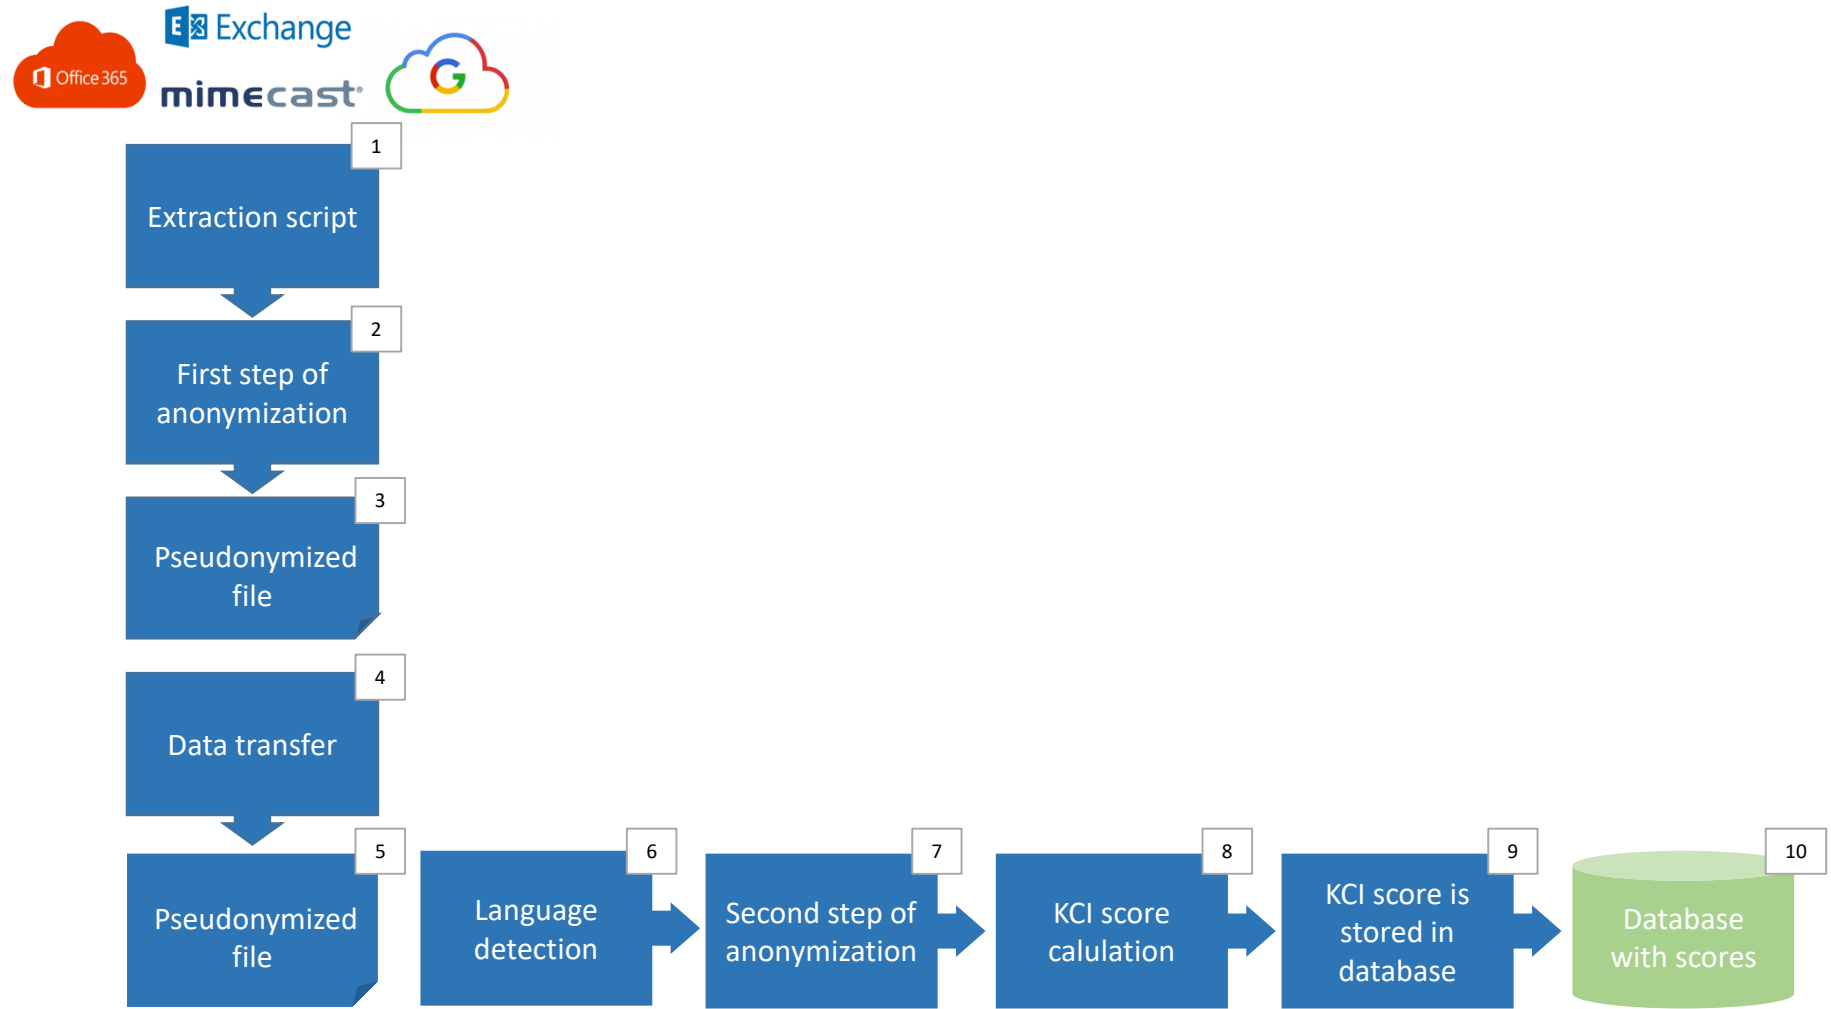 Office 365
E Exchange
mimecast
G
1
Extraction script
2
First step of
anonymization
3
Pseudonymized
file
4
Data transfer
5
Pseudonymized
file
6
Language
detection
7
Second step of
anonymization
8
KCI score
calulation
9
KCI score is
stored in
database
10
Database
with scores